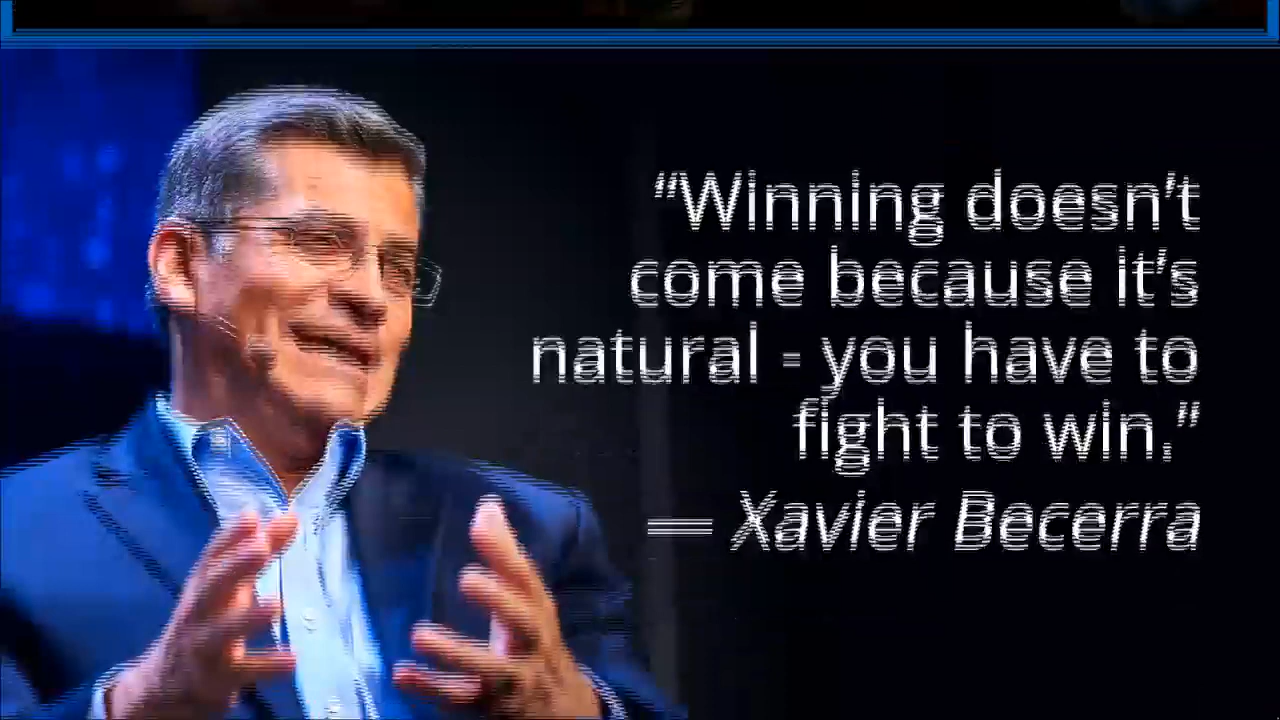 “Winning doesn’t
come because it’s
natural - you have to
fight to win.”
— Xavier Becerra